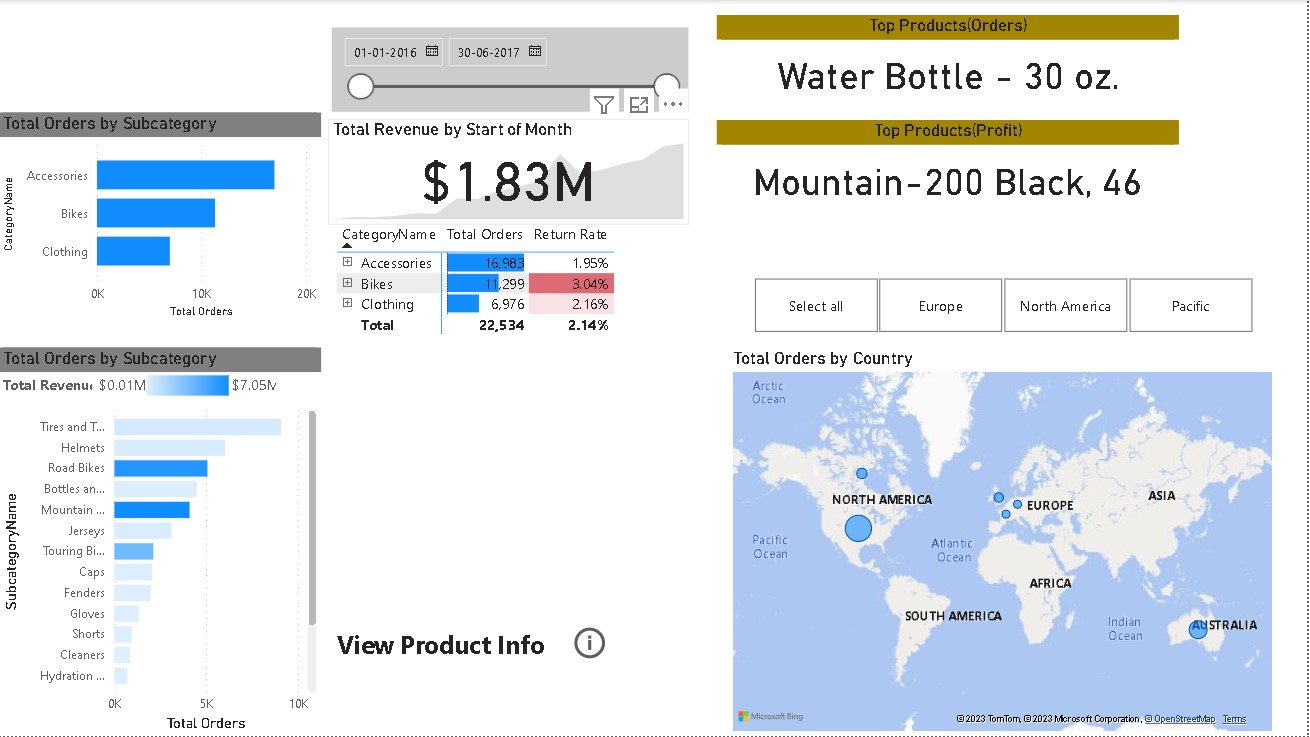 Total Orders by Subcategory
CategoryName
Accessories
Bikes
Clothing
0K 10K 20K
Total Orders
Total Orders by Subcategory
Total Revenu $0.01M $7.05M
SubcategoryName
Tires and T...
Helmets
Road Bikes
Bottles an...
Mountain ...
Jerseys
Touring Bi...
Caps
Fenders
Gloves
Shorts
Cleaners
Hydration ...
0K 5K 10K
Total Orders
01-01-2016 30-06-2017
Total Revenue by Start of Month
$1.83M
CategoryName Total Orders Return Rate
Accessories 16,983 1.95%
Bikes 11,299 3.04%
Clothing 6,976 2.16%
Total 22,534 2.14%
View Product Info
Top Products(Orders)
Water Bottle - 30 oz.
Top Products(Profit)
Mountain-200 Black, 46
Select all Europe North America Pacific
Total Orders by Country
Arctic
Ocean
NORTH AMERICA
EUROPE
ASIA
Pacific
Ocean
Atlantic
Ocean
AFRICA
SOUTH AMERICA
Indian
Ocean
AUSTRALIA
Microsoft Bing
© 2023 TomTom, © 2023 Microsoft Corporation, © OpenStreetMap Terms